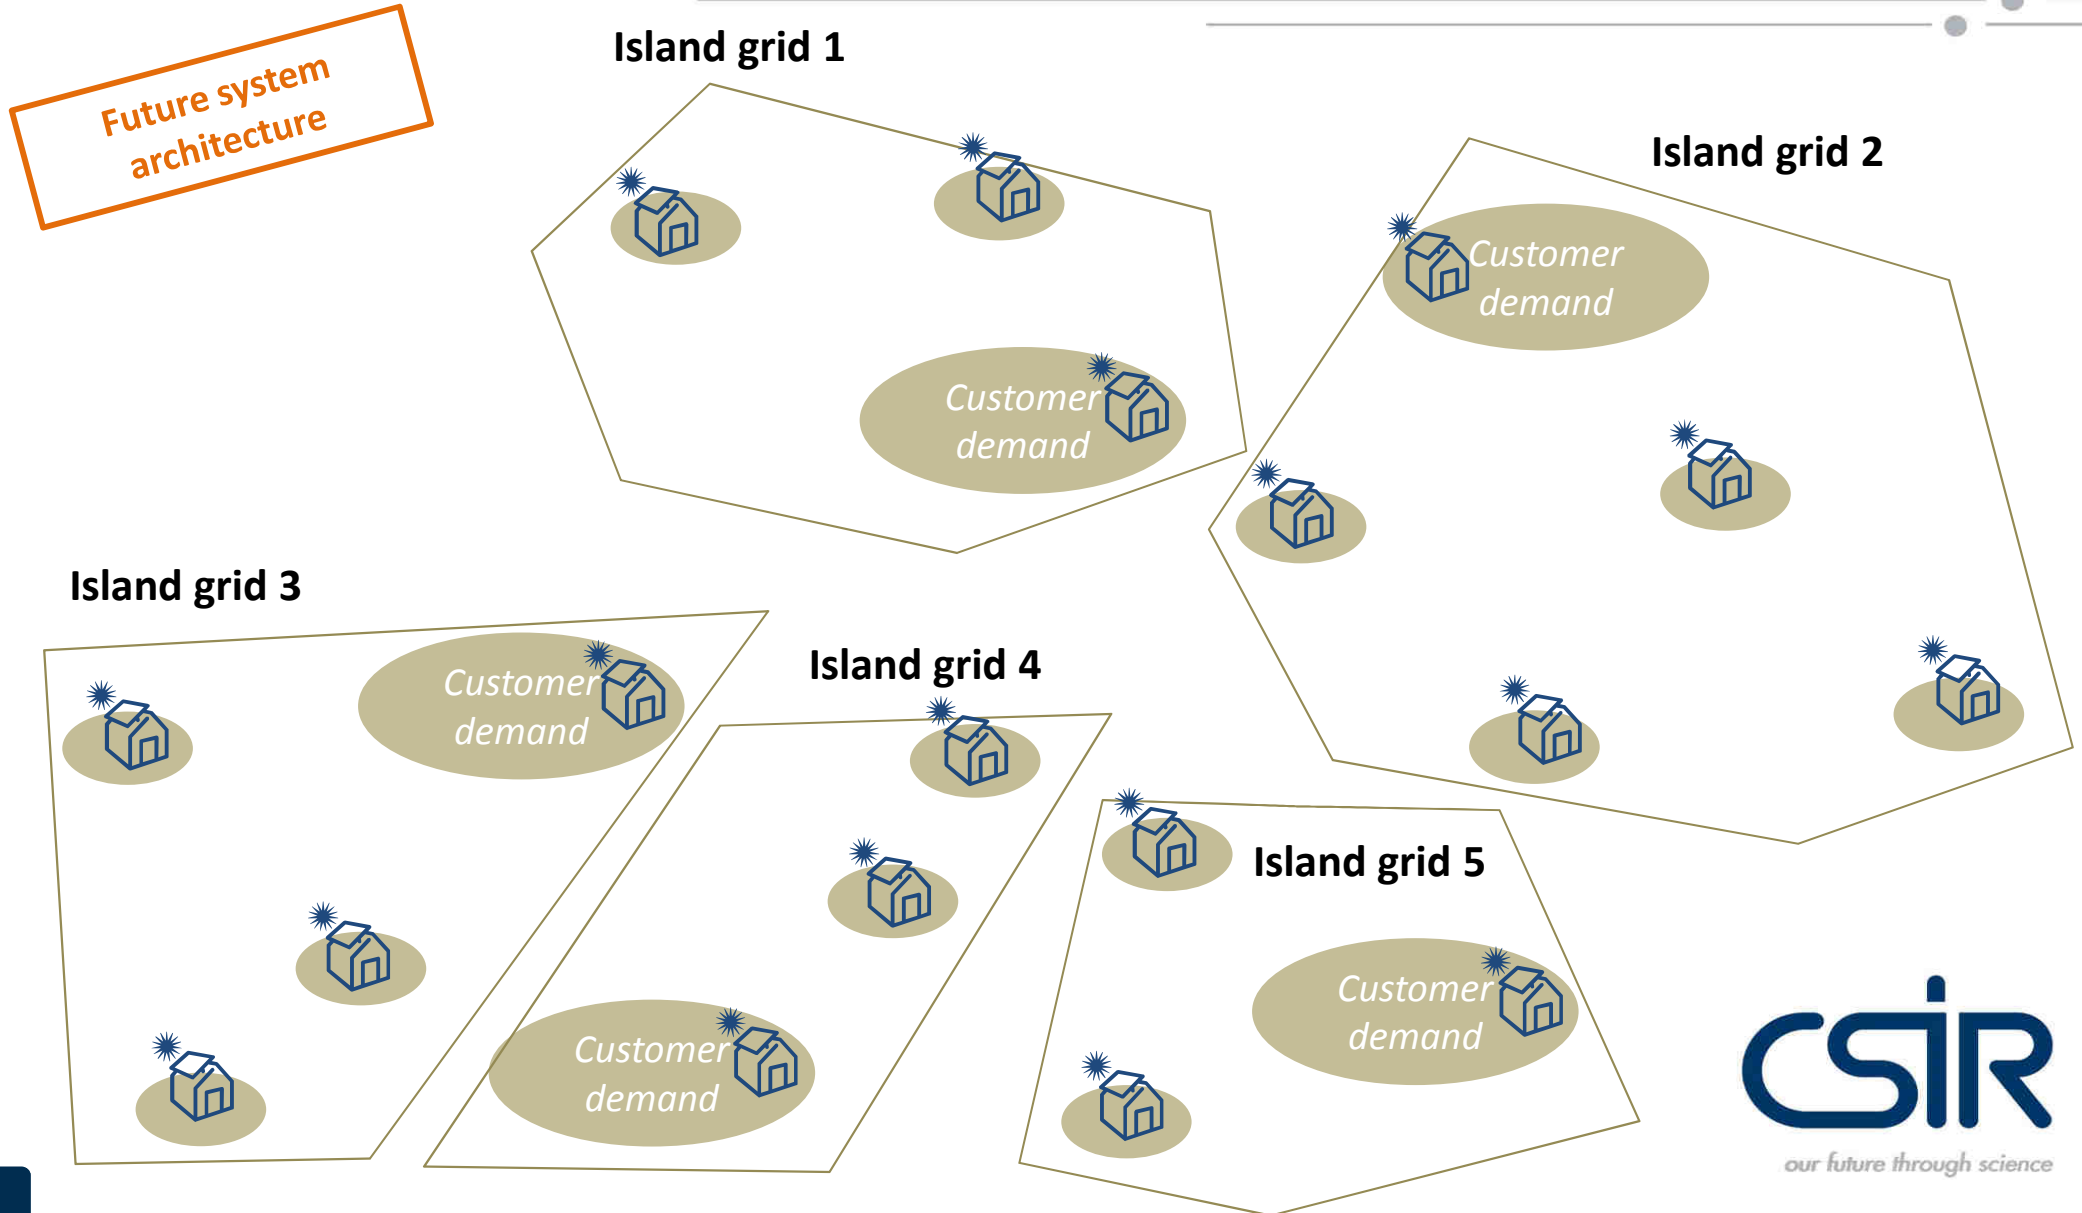 Future system
architecture
Island grid 1
Island grid 2
Customer
demand
Customer
demand
Island grid 3
Customer
demand
Island grid 4
Island grid 5
Customer
demand
Customer
demand
CSIR
our future through science